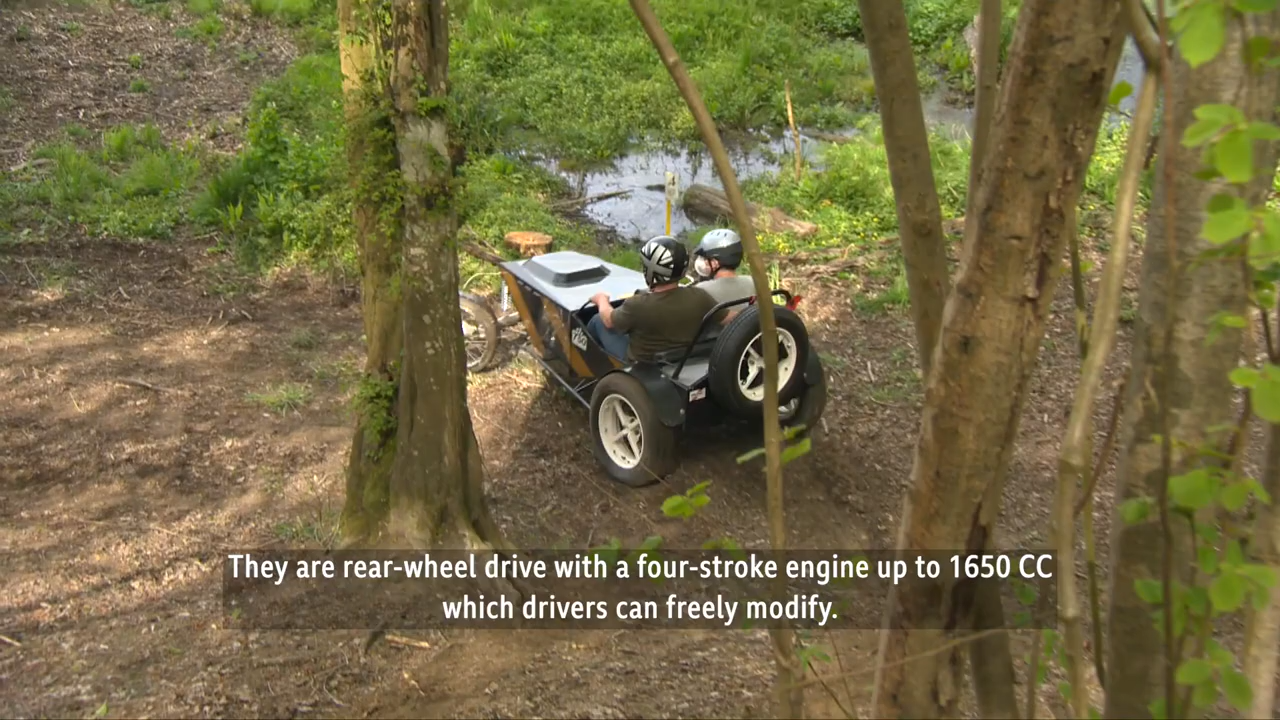 They are rear-wheel drive with a four-stroke engine up to 1650 CC
which drivers can freely modify.